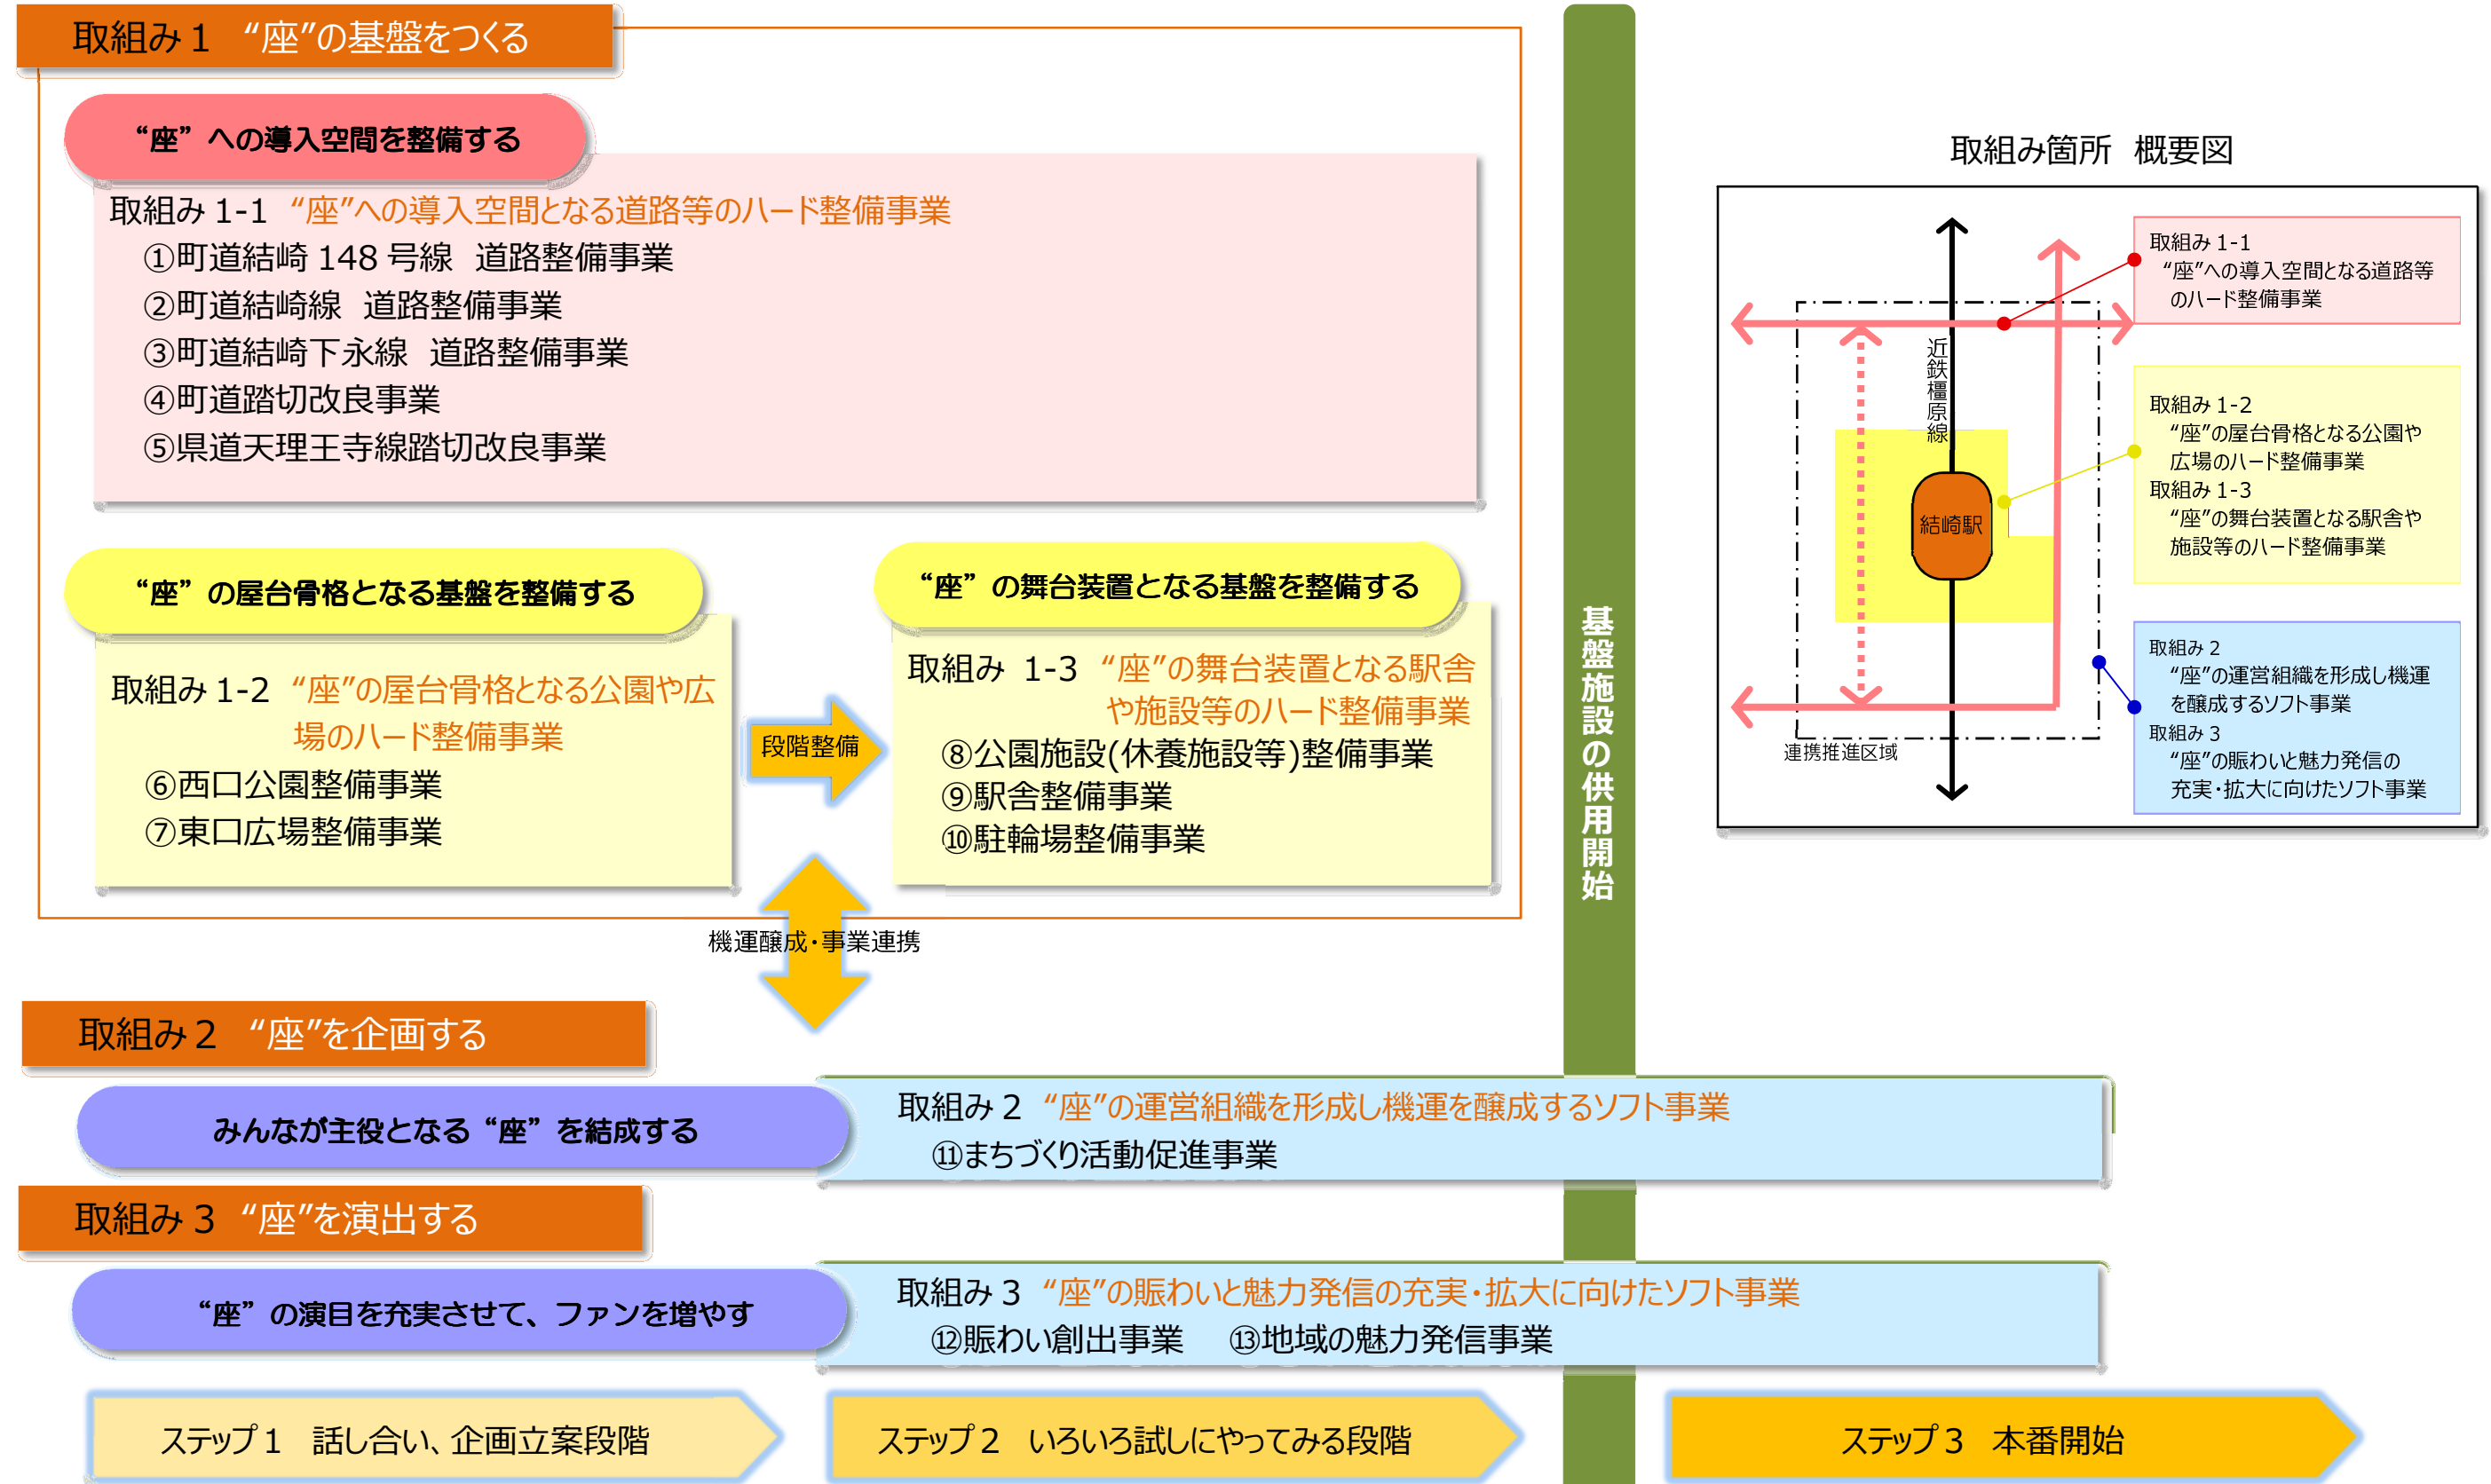 取組み１　“座”の基盤をつくる
“座”への導入空間を整備する
取組み 1-1　“座”への導入空間となる道路等のハード整備事業
①町道結崎 148 号線　道路整備事業
②町道結崎線　道路整備事業
③町道結崎下永線　道路整備事業
④町道踏切改良事業
⑤県道天理王寺線踏切改良事業
“座”の屋台骨格となる基盤を整備する
取組み 1-2　“座”の屋台骨格となる公園や広
場のハード整備事業
⑥西口公園整備事業
⑦東口広場整備事業
段階整備
“座”の舞台装置となる基盤を整備する
取組み 1-3　“座”の舞台装置となる駅舎
や施設等のハード整備事業
⑧公園施設(休養施設等)整備事業
⑨駅舎整備事業
⑩駐輪場整備事業
機運醸成・事業連携
基盤施設の供用開始
取組み箇所　概要図
近鉄橿原線
結崎駅
連携推進区域
取組み 1-1
“座”への導入空間となる道路等
のハード整備事業
取組み 1-2
“座”の屋台骨格となる公園や
広場のハード整備事業
取組み 1-3
“座”の舞台装置となる駅舎や
施設等のハード整備事業
取組み 2
“座”の運営組織を形成し機運
を醸成するソフト事業
取組み 3
“座”の賑わいと魅力発信の
充実・拡大に向けたソフト事業
取組み２　“座”を企画する
みんなが主役となる“座”を結成する
取組み 2　“座”の運営組織を形成し機運を醸成するソフト事業
⑪まちづくり活動促進事業
取組み 3　“座”を演出する
“座”の演目を充実させて、ファンを増やす
取組み 3　“座”の賑わいと魅力発信の充実・拡大に向けたソフト事業
⑫賑わい創出事業　⑬地域の魅力発信事業
ステップ１　話し合い、企画立案段階
ステップ２　いろいろ試しにやってみる段階
ステップ３　本番開始